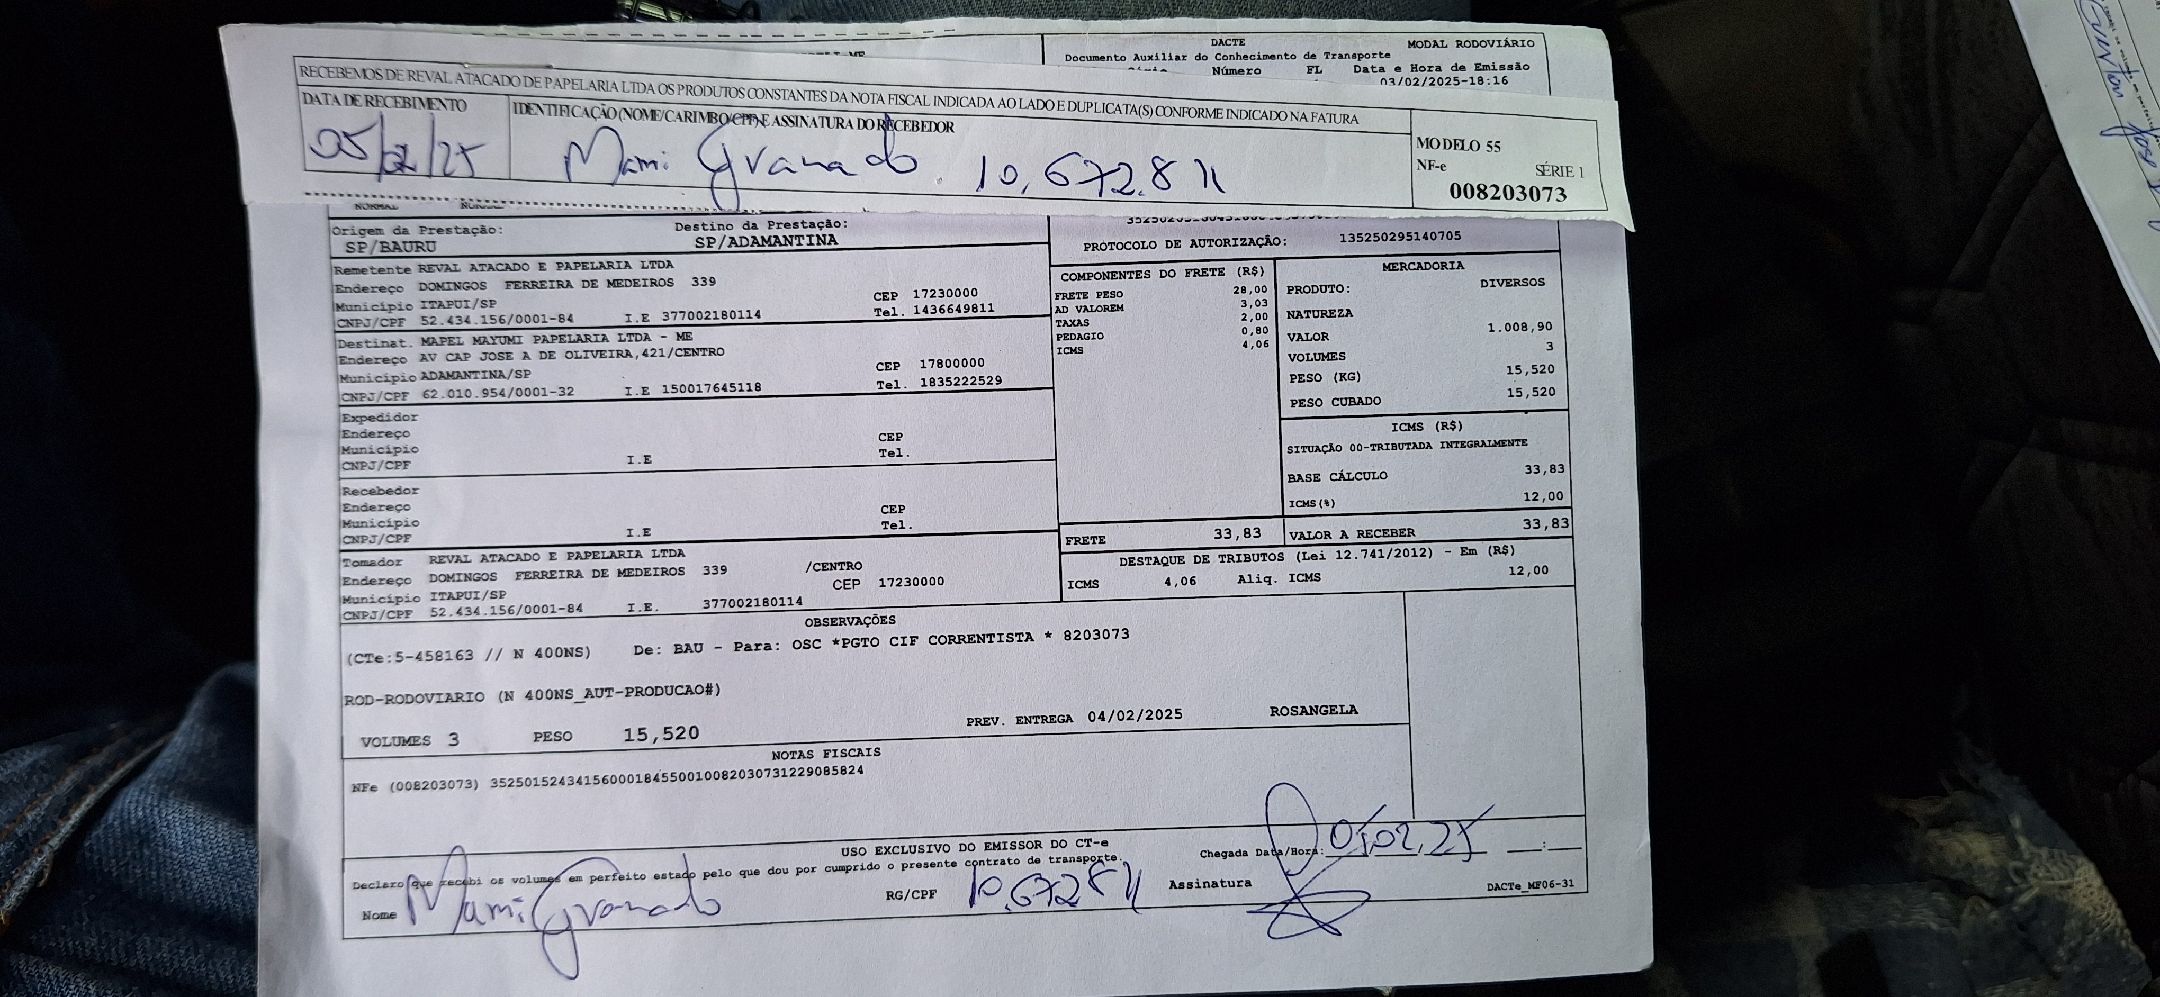 DACTE
MODAL RODOVIÁRIO
Documento Auxiliar do Conhecimento de Transporte
Número FL Data e Hora de Emissão
03/02/2025-18:16
RECEBEMOS DE REVAL ATACADO DE PAPELARIA LTDA OS PRODUTOS CONSTANTES DA NOTA FISCAL INDICADA AO LADO E DUPLICATA(S) CONFORME INDICADO NA FATURA
DATA DE RECEBIMENTO
IDENTIFICAÇÃO (NOME/CARIMBO/CPF) E ASSINATURA DO RECEBEDOR
05/02/25
Mami Granado 10.672.811
MODELO 55
NF-e SÉRIE 1
008203073
NORMAL
Origem da Prestação:
SP/BAURU
Destino da Prestação:
SP/ADAMANTINA
PROTOCOLO DE AUTORIZAÇÃO: 135250295140705
Remetente REVAL ATACADO E PAPELARIA LTDA
Endereço DOMINGOS FERREIRA DE MEDEIROS 339
Município ITAPUI/SP CEP 17230000
CNPJ/CPF 52.434.156/0001-84 I.E 377002180114 Tel. 1436649811
Destinat. MAPEL MAYUMI PAPELARIA LTDA - ME
Endereço AV CAP JOSE A DE OLIVEIRA,421/CENTRO
Município ADAMANTINA/SP CEP 17800000
CNPJ/CPF 62.010.954/0001-32 I.E 150017645118 Tel. 1835222529
Expedidor
Endereço
Município CEP
CNPJ/CPF I.E Tel.
Recebedor
Endereço
Município CEP
CNPJ/CPF I.E Tel.
Tomador REVAL ATACADO E PAPELARIA LTDA
Endereço DOMINGOS FERREIRA DE MEDEIROS 339 /CENTRO
Município ITAPUI/SP CEP 17230000
CNPJ/CPF 52.434.156/0001-84 I.E. 377002180114
COMPONENTES DO FRETE (R$)
FRETE PESO 28,00
AD VALOREM 3,03
TAXAS 2,00
PEDAGIO 0,80
ICMS 4,06
MERCADORIA
PRODUTO: DIVERSOS
NATUREZA
VALOR 1.008,90
VOLUMES 3
PESO (KG) 15,520
PESO CUBADO 15,520
ICMS (R$)
SITUAÇÃO 00-TRIBUTADA INTEGRALMENTE
BASE CÁLCULO 33,83
ICMS(%) 12,00
FRETE 33,83
VALOR A RECEBER 33,83
DESTAQUE DE TRIBUTOS (Lei 12.741/2012) - Em (R$)
ICMS 4,06 Aliq. ICMS 12,00
OBSERVAÇÕES
(CTe:5-458163 // N 400NS) De: BAU - Para: OSC *PGTO CIF CORRENTISTA * 8203073
ROD-RODOVIARIO (N 400NS_AUT-PRODUCAO#)
VOLUMES 3 PESO 15,520 PREV. ENTREGA 04/02/2025 ROSANGELA
NOTAS FISCAIS
NFe (008203073) 35250152434156000184550010082030731229085824
USO EXCLUSIVO DO EMISSOR DO CT-e
Declaro que recebi os volumes em perfeito estado pelo que dou por cumprido o presente contrato de transporte.
Chegada Data/Hora: 05,02,25 __:__
Nome Mami Granado RG/CPF 10.672811 Assinatura
DACTe_MF06-31